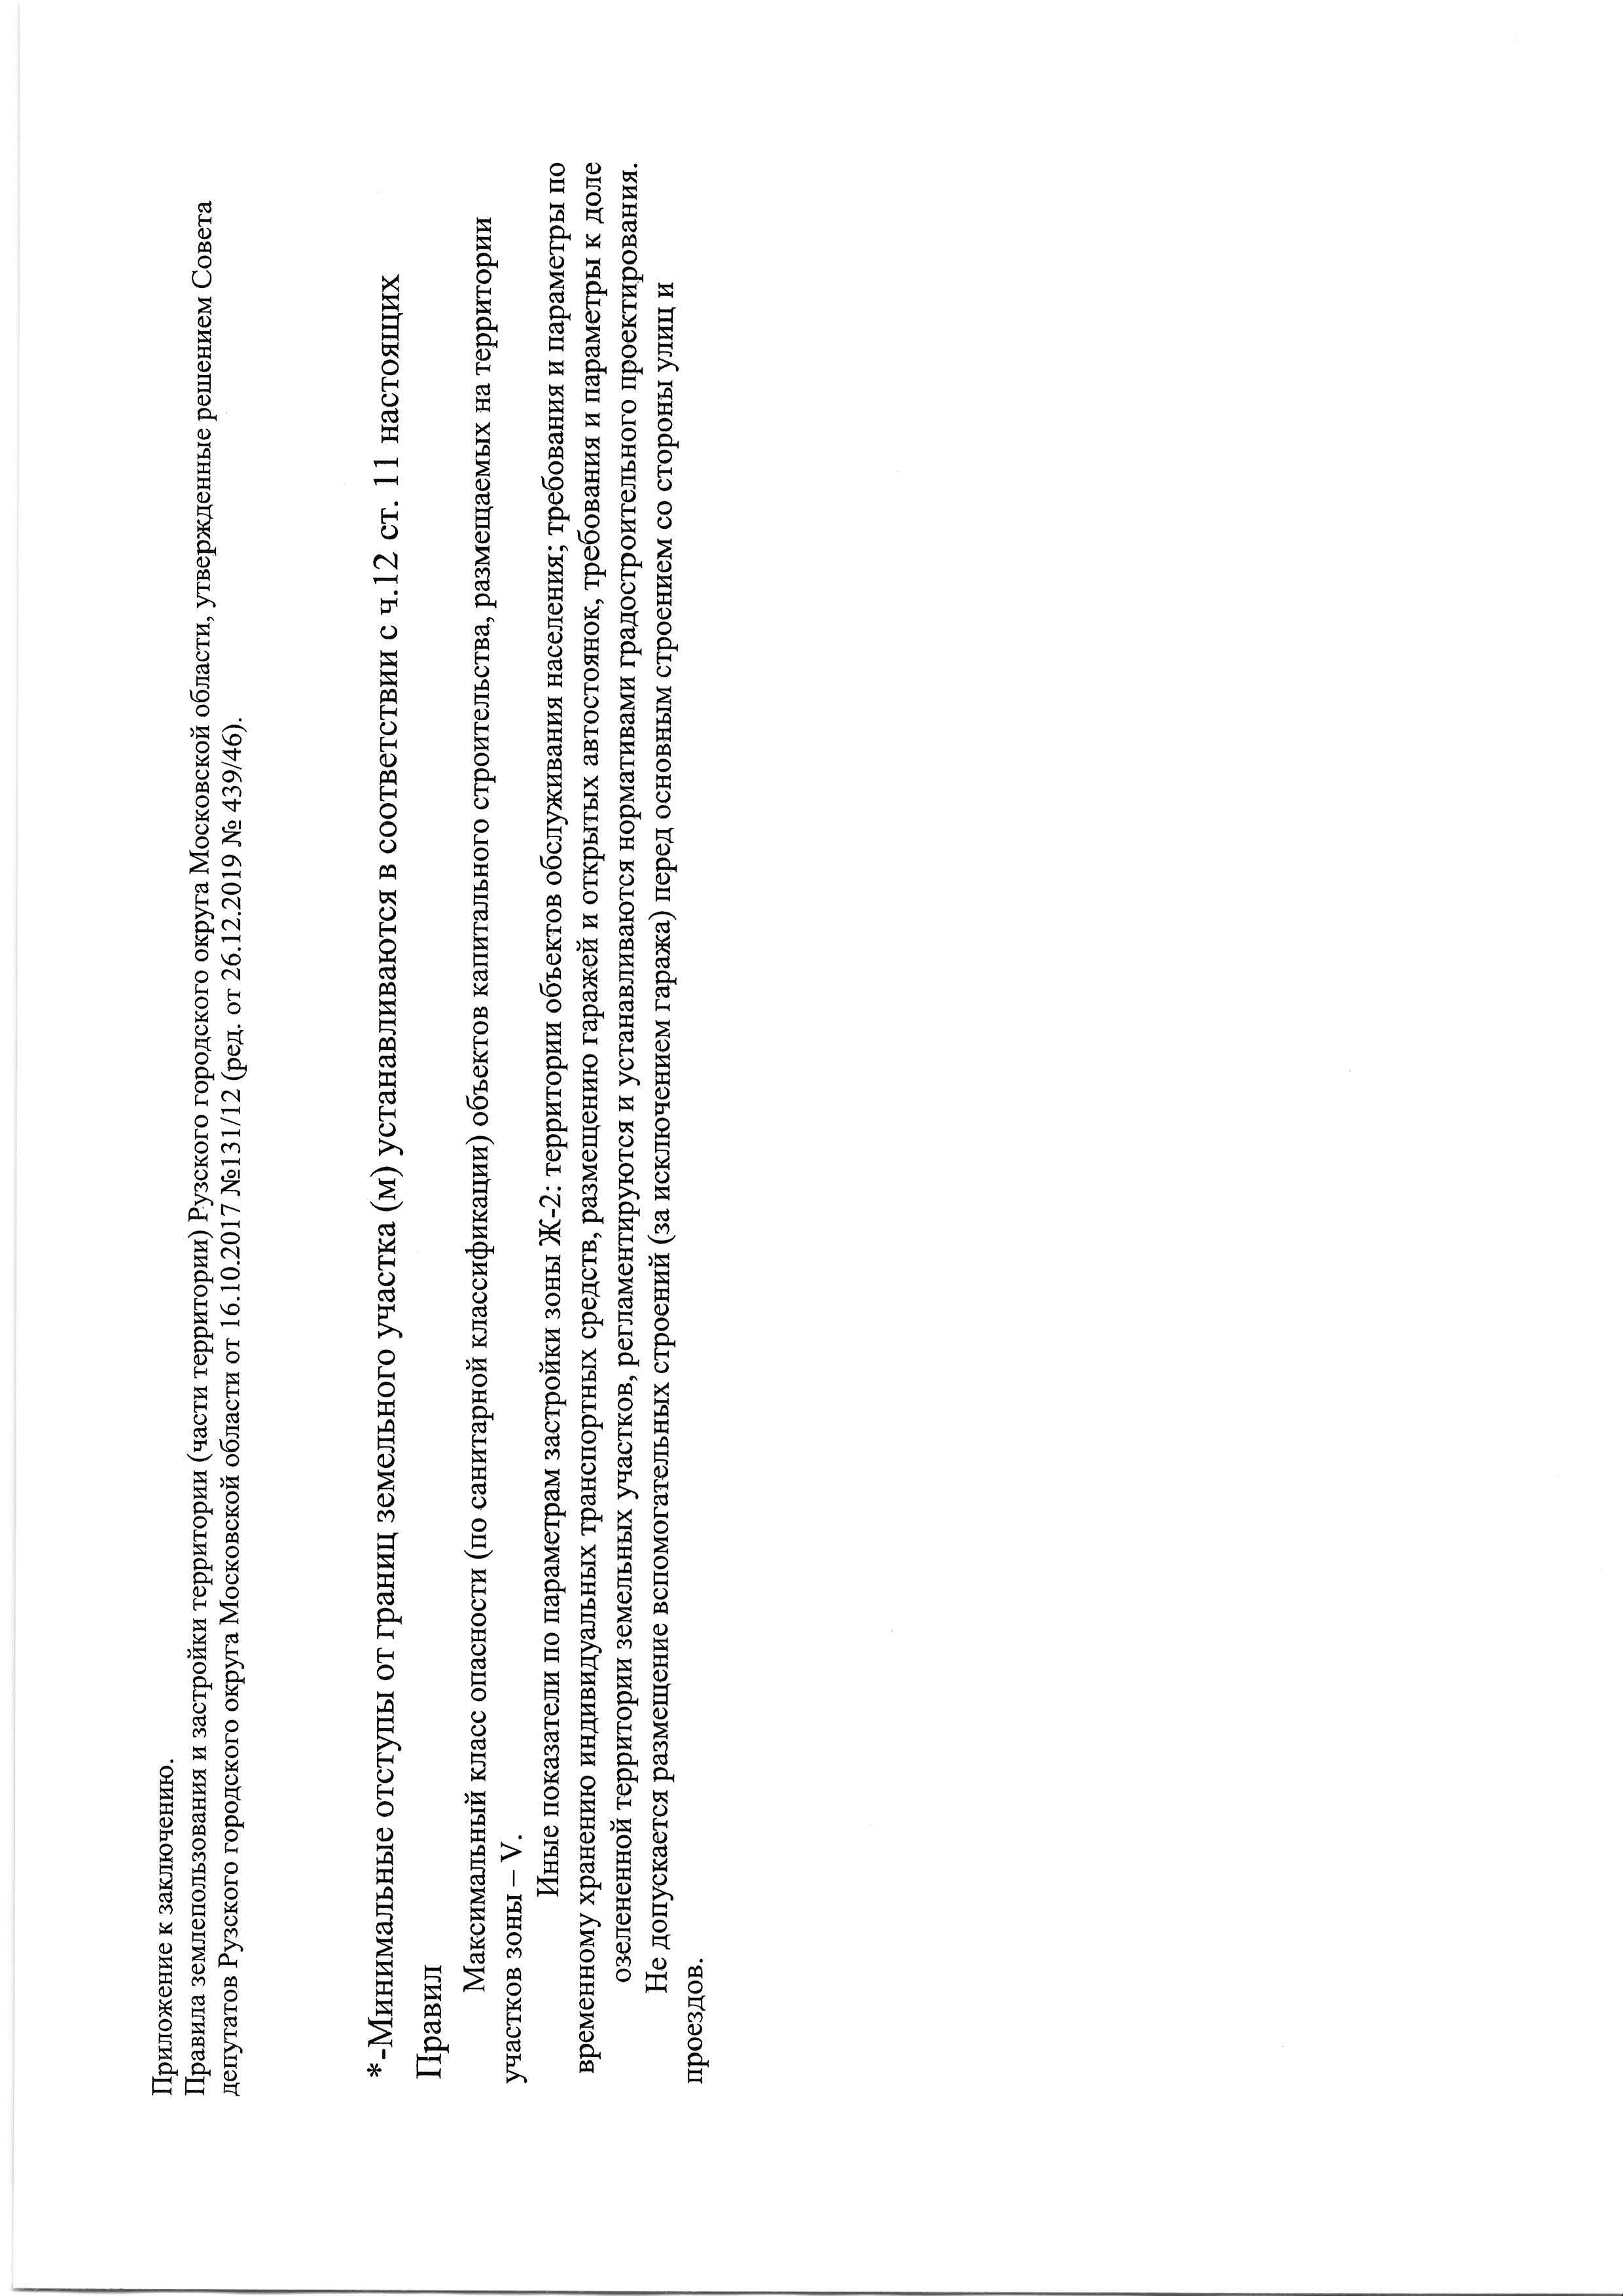 Приложение к заключению.
Правила землепользования и застройки территории (части территории) Рузского городского округа Московской области, утвержденные решением Совета
депутатов Рузского городского округа Московской области от 16.10.2017 №131/12 (ред. от 26.12.2019 № 439/46).
*-Минимальные отступы от границ земельного участка (м) устанавливаются в соответствии с ч.12 ст. 11 настоящих
Правил
Максимальный класс опасности (по санитарной классификации) объектов капитального строительства, размещаемых на территории
участков зоны – V.
Иные показатели по параметрам застройки зоны Ж-2: территории объектов обслуживания населения; требования и параметры по
временному хранению индивидуальных транспортных средств, размещению гаражей и открытых автостоянок, требования и параметры к доле
озелененной территории земельных участков, регламентируются и устанавливаются нормативами градостроительного проектирования.
Не допускается размещение вспомогательных строений (за исключением гаража) перед основным строением со стороны улиц и
проездов.